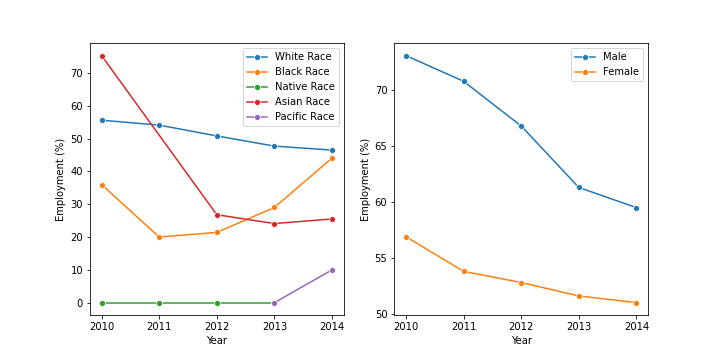 White Race
Black Race
Native Race
Asian Race
Pacific Race
70
60
50
40
30
20
10
0
Employment (%)
2010 2011 2012 2013 2014
Year
Male
Female
70
65
60
55
50
Employment (%)
2010 2011 2012 2013 2014
Year